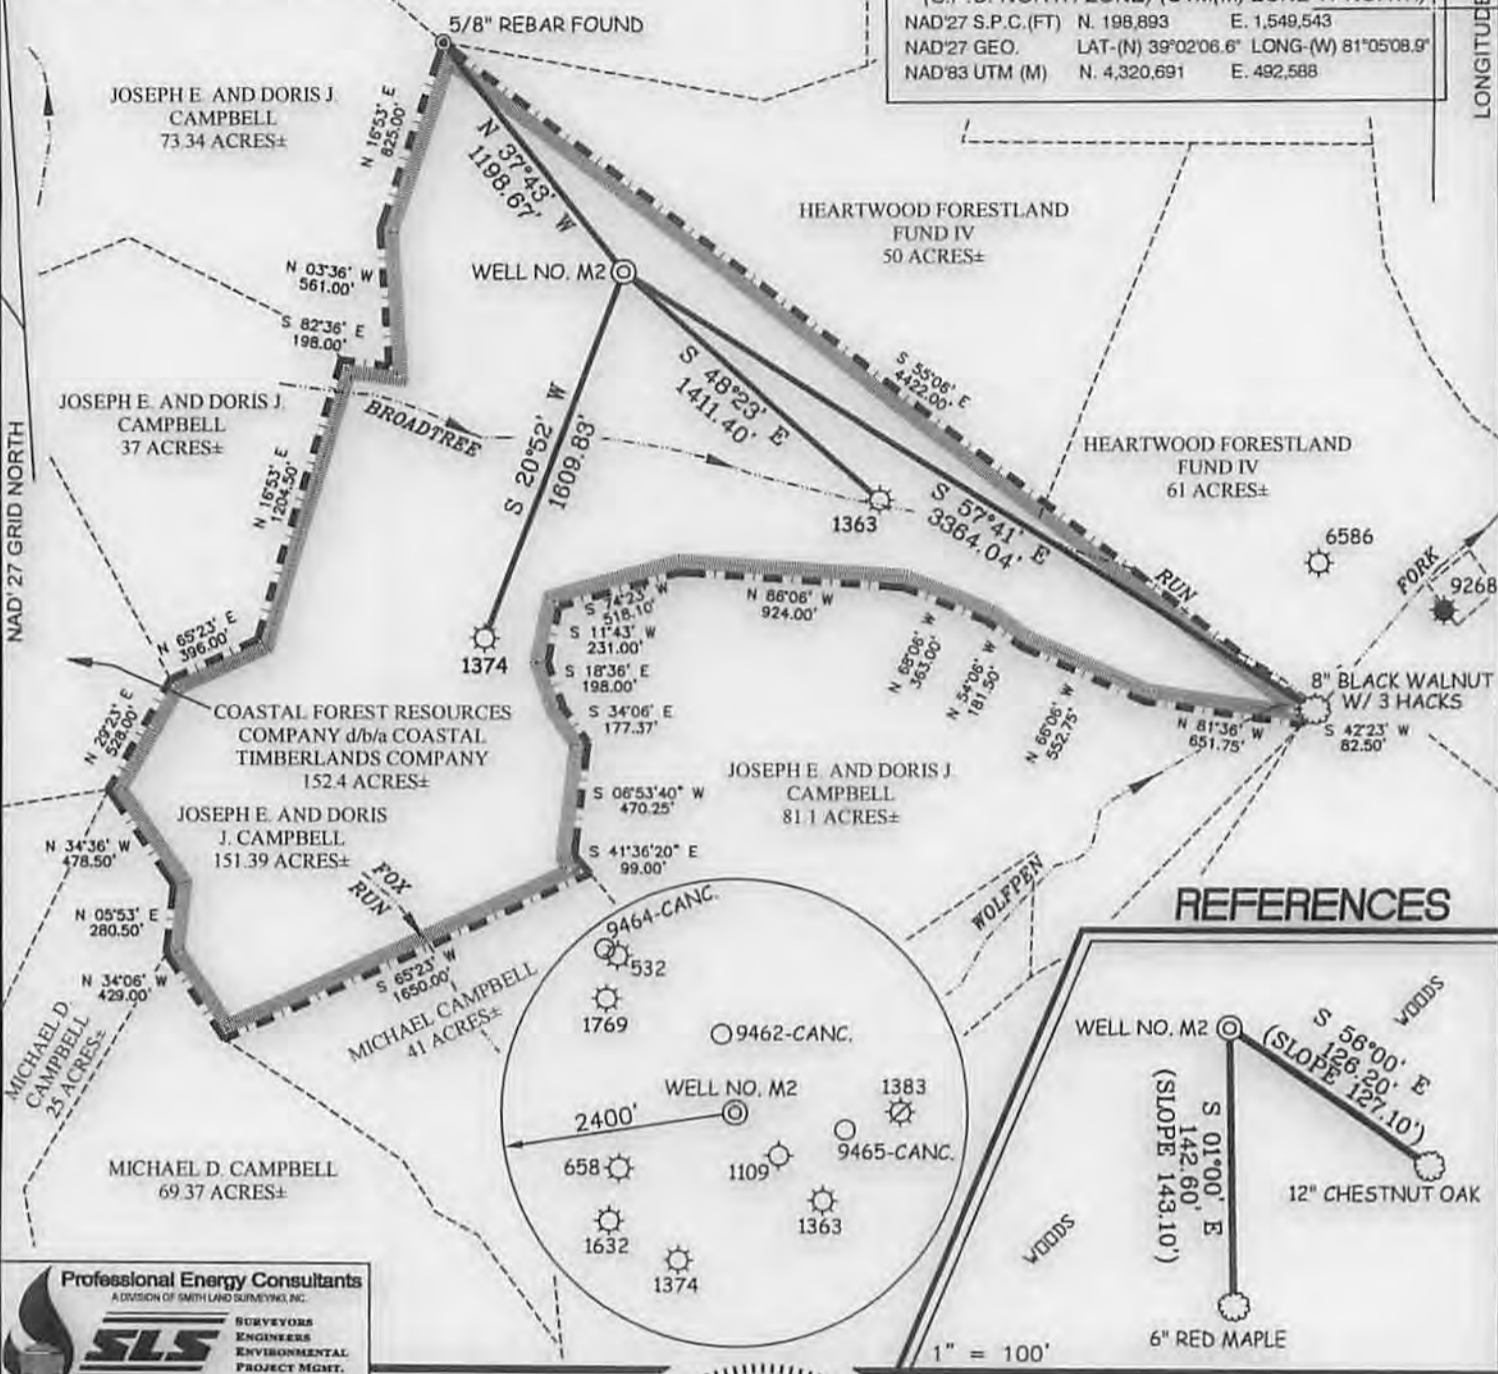 NAD'27 S.P.C.(FT) N. 198,893 E. 1,549,543
NAD'27 GEO. LAT-(N) 39°02'06.6" LONG-(W) 81°05'08.9"
NAD'83 UTM (M) N. 4,320,691 E. 492,588
LONGITUDE
5/8" REBAR FOUND
JOSEPH E. AND DORIS J.
CAMPBELL
73.34 ACRES±
N 16°53' E
825.00'
N 37°43' W
1198.67'
HEARTWOOD FORESTLAND
FUND IV
50 ACRES±
N 03°36' W
561.00'
WELL NO. M2
S 82°36' E
198.00'
S 55°06' E
4422.00'
S 48°23' E
1411.40'
JOSEPH E. AND DORIS J.
CAMPBELL
37 ACRES±
BROADTREE
S 20°52' W
1609.83'
HEARTWOOD FORESTLAND
FUND IV
61 ACRES±
NAD'27 GRID NORTH
N 16°53' E
1204.50'
1363
S 57°41' E
3364.04'
RUN
6586
FORK
9268
N 65°23' E
396.00'
1374
S 74°23' W
518.10'
S 11°43' W
231.00'
S 18°36' E
198.00'
S 34°06' E
177.37'
N 86°06' W
924.00'
N 68°06' W
363.00'
N 54°06' W
181.50'
N 66°06' W
552.75'
N 81°36' W
651.75'
8" BLACK WALNUT
W/ 3 HACKS
S 42°23' W
82.50'
N 29°23' E
528.00'
COASTAL FOREST RESOURCES
COMPANY d/b/a COASTAL
TIMBERLANDS COMPANY
152.4 ACRES±
JOSEPH E. AND DORIS J.
CAMPBELL
81.1 ACRES±
S 06°53'40" W
470.25'
JOSEPH E. AND DORIS
J. CAMPBELL
151.39 ACRES±
N 34°36' W
478.50'
S 41°36'20" E
99.00'
FOX
RUN
WOLFPEN
N 05°53' E
280.50'
N 34°06' W
429.00'
S 65°23' W
1650.00'
MICHAEL CAMPBELL
41 ACRES±
MICHAEL D.
CAMPBELL
25 ACRES±
MICHAEL D. CAMPBELL
69.37 ACRES±
9464-CANC.
532
1769
9462-CANC.
WELL NO. M2
1383
2400'
9465-CANC.
658
1109
1363
1632
1374
REFERENCES
WOODS
WELL NO. M2
S 56°00' E
126.20'
(SLOPE 127.10')
S 01°00' E
142.60'
(SLOPE 143.10')
12" CHESTNUT OAK
WOODS
6" RED MAPLE
1" = 100'
Professional Energy Consultants
A DIVISION OF SMITH LAND SURVEYING, INC.
SLS
SURVEYORS
ENGINEERS
ENVIRONMENTAL
PROJECT MGMT.